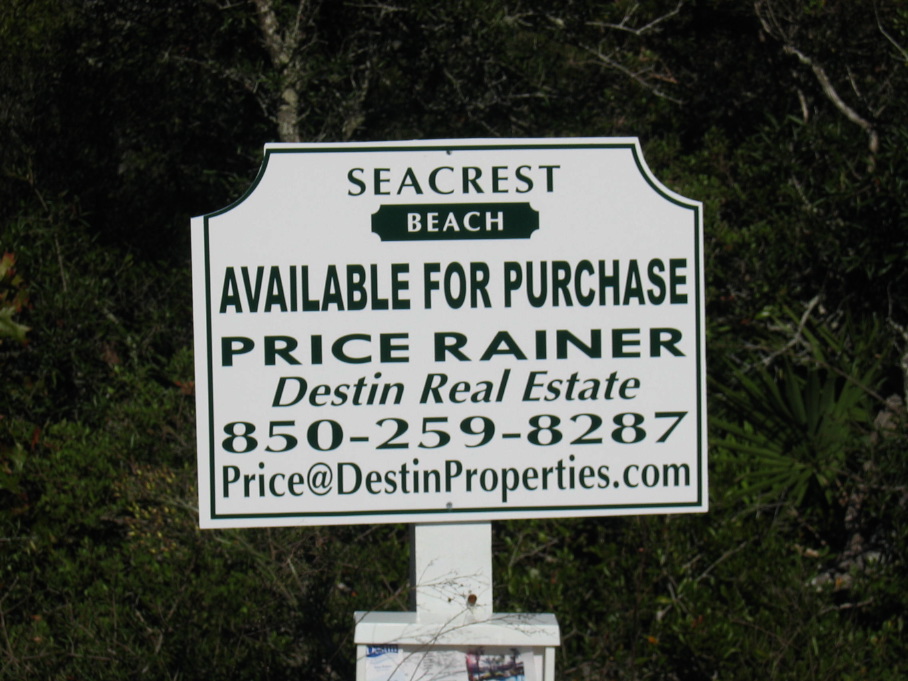 SEACREST
BEACH
AVAILABLE FOR PURCHASE
PRICE RAINER
Destin Real Estate
850-259-8287
Price@DestinProperties.com